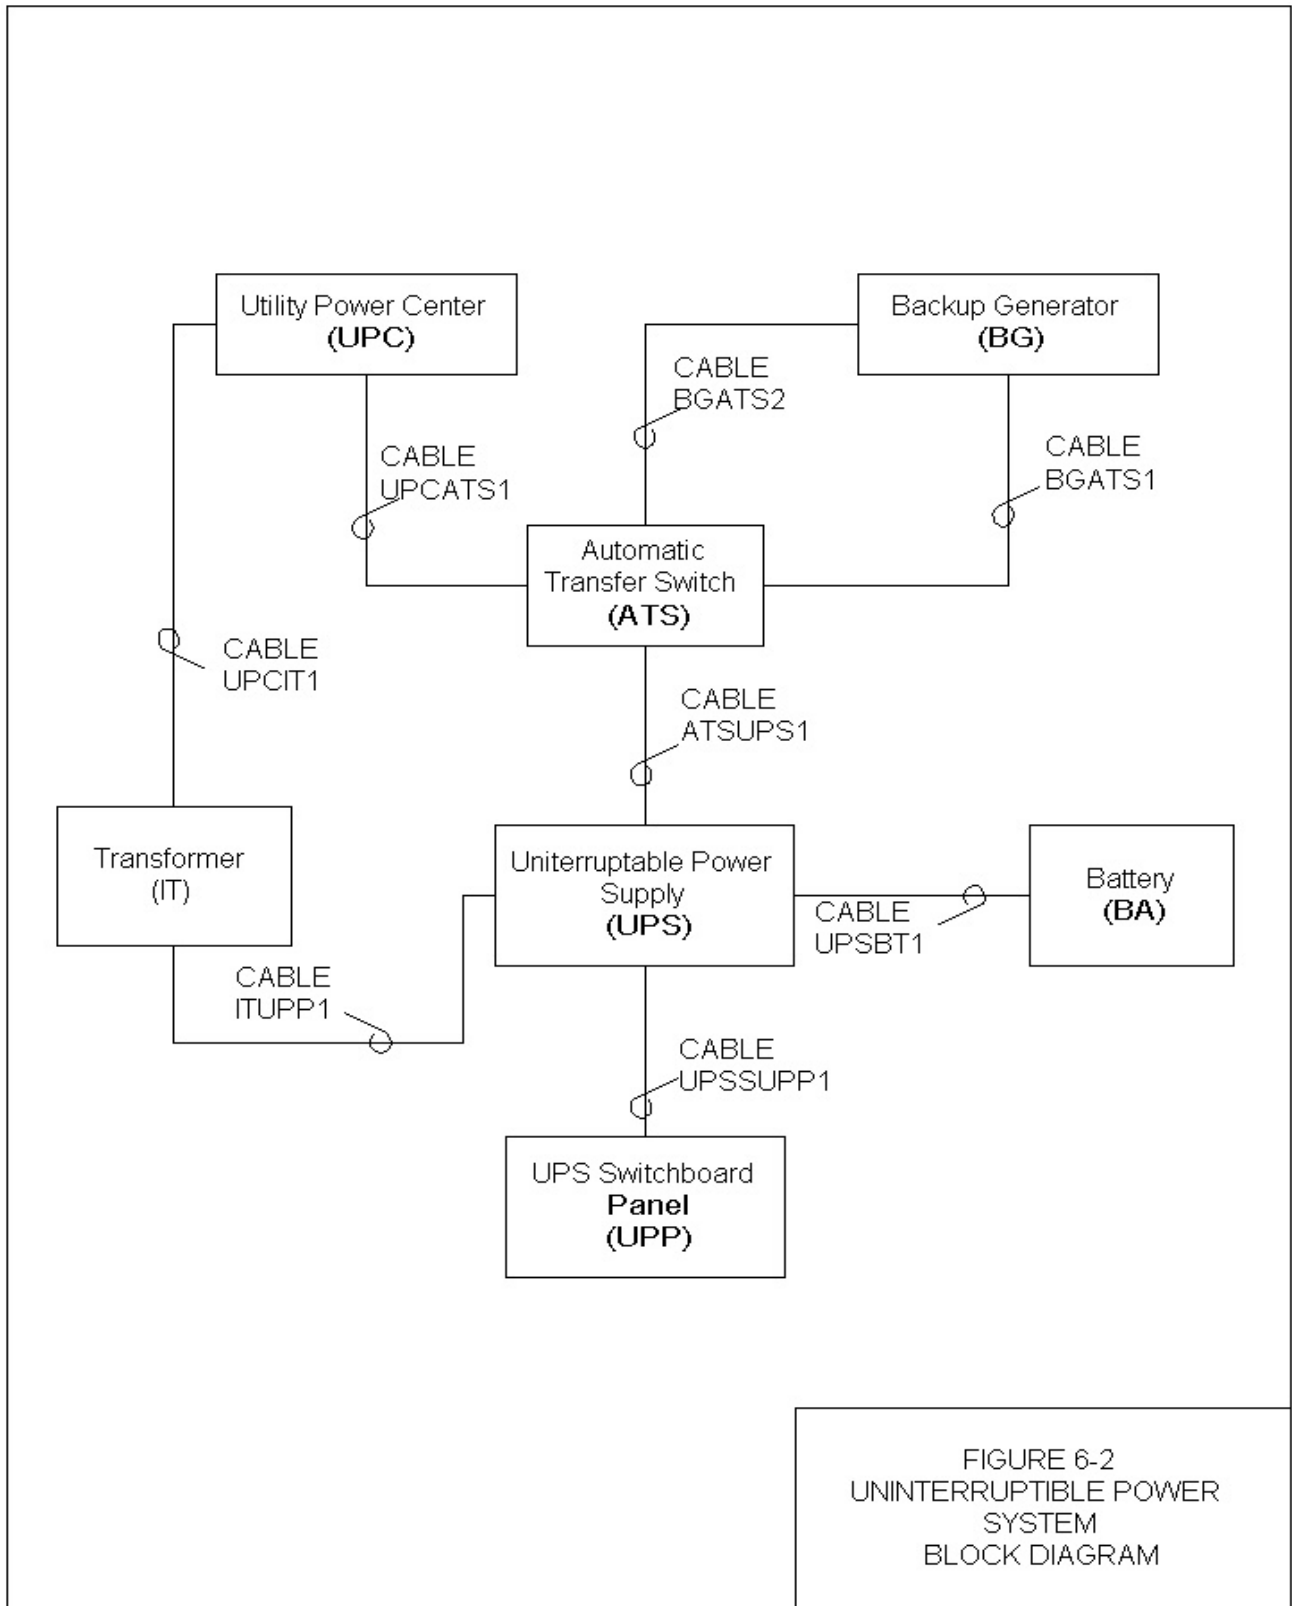 Utility Power Center
(UPC)
Backup Generator
(BG)
CABLE
BGATS2
CABLE
UPCATS1
CABLE
BGATS1
Automatic
Transfer Switch
(ATS)
CABLE
UPCIT1
CABLE
ATSUPS1
Transformer
(IT)
Uniterruptable Power
Supply
(UPS)
CABLE
UPSBT1
Battery
(BA)
CABLE
ITUPP1
CABLE
UPSSUPP1
UPS Switchboard
Panel
(UPP)
FIGURE 6-2
UNINTERRUPTIBLE POWER
SYSTEM
BLOCK DIAGRAM